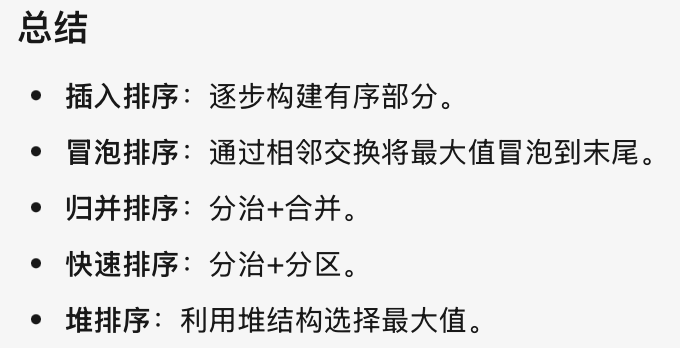 总结
• 插入排序：逐步构建有序部分。
• 冒泡排序：通过相邻交换将最大值冒泡到末尾。
• 归并排序：分治+合并。
• 快速排序：分治+分区。
• 堆排序：利用堆结构选择最大值。